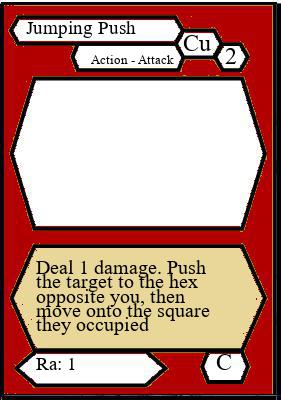 Jumping Push
Cu
Action - Attack
2
Deal 1 damage. Push
the target to the hex
opposite you, then
move onto the square
they occupied
Ra: 1
C